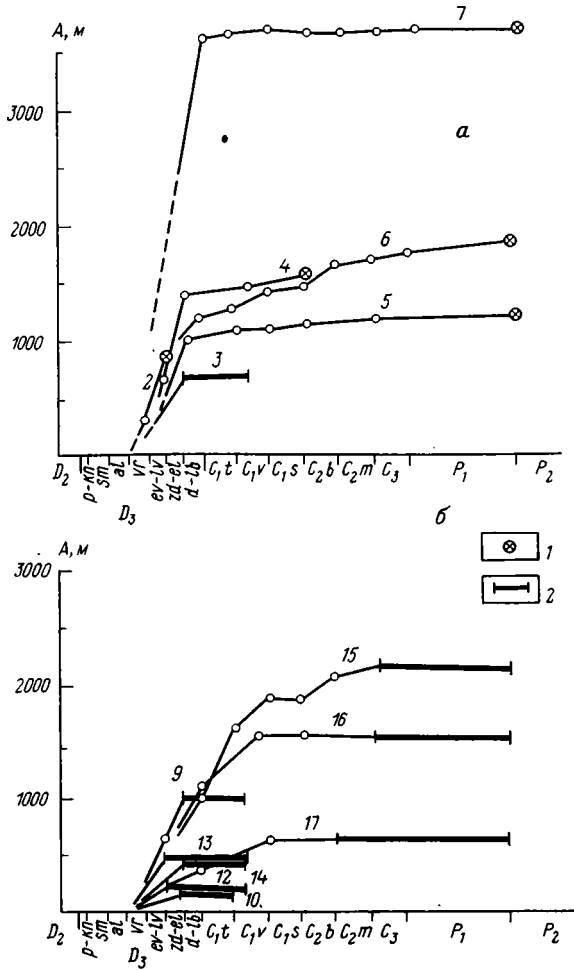 А, м
7
3000
а
2000
6
4
5
1000
2
3
D₂
р-кп
sm
al
vr
ev-lv
zd-el
d-lb
C₁t
C₁v
C₁s
C₂b
C₂m
C₃
P₁
P₂
D₃
б
А, м
3000
1
2
15
2000
16
9
1000
17
13
12
14
10
D₂
р-кп
sm
al
vr
ev-lv
zd-el
d-lb
C₁t
C₁v
C₁s
C₂b
C₂m
C₃
P₁
P₂
D₃